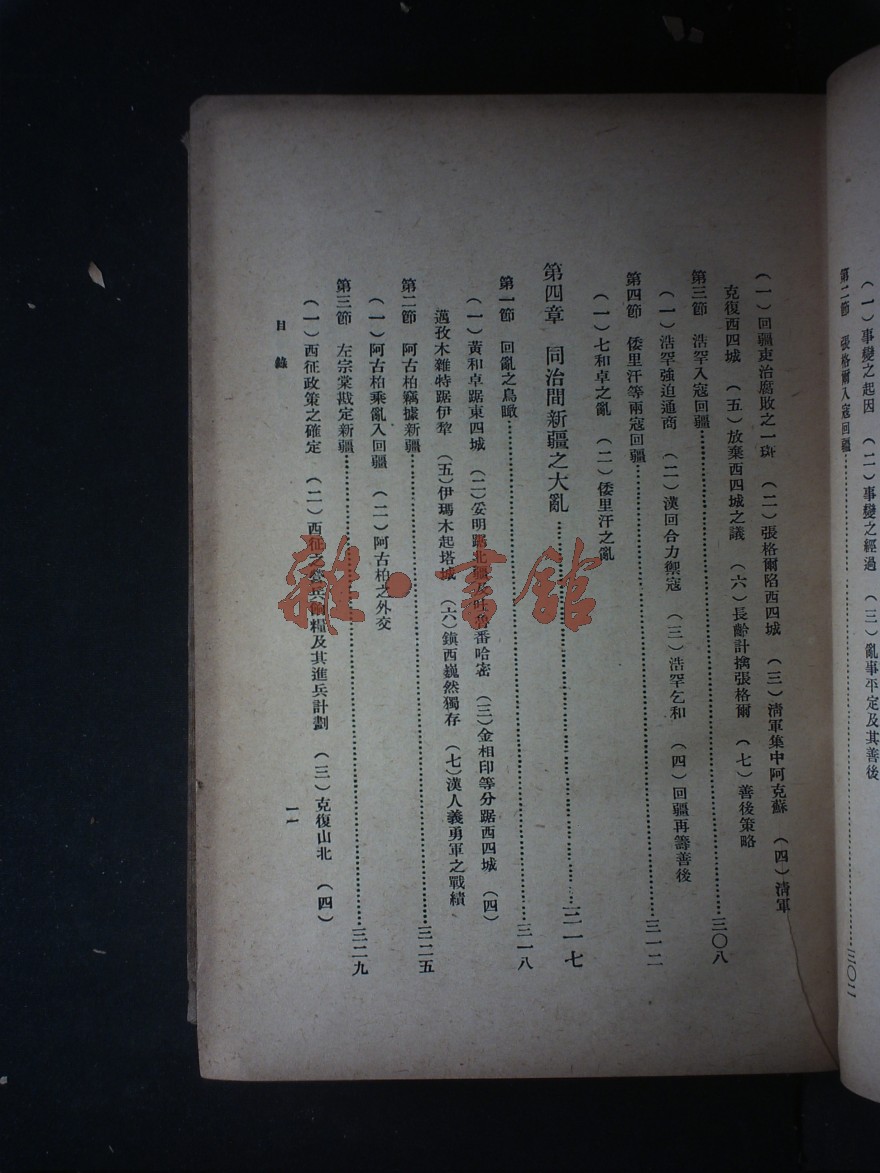 （一）事變之起因　（二）事變之經過　（三）亂事平定及其善後
第二節　張格爾入寇回疆……三〇二
（一）回疆吏治腐敗之一斑　（二）張格爾陷西四城　（三）清軍集中阿克蘇　（四）清軍
克復西四城　（五）放棄西四城之議　（六）長齡計擒張格爾　（七）善後策略
第三節　浩罕入寇回疆……三〇八
（一）浩罕強迫通商　（二）漢回合力禦寇　（三）浩罕乞和　（四）回疆再籌善後
第四節　倭里汗等兩寇回疆……三一二
（一）七和卓之亂　（二）倭里汗之亂
第四章　同治間新疆之大亂……三一七
第一節　回亂之鳥瞰……三一八
（一）黃和卓踞東四城　（二）妥明踞北疆及吐魯番哈密　（三）金相印等分踞西四城　（四）
邁孜木雜特踞伊犂　（五）伊瑪木起塔城　（六）鎮西巍然獨存　（七）漢人義勇軍之戰績
第二節　阿古柏竊據新疆……三二五
（一）阿古柏乘亂入回疆　（二）阿古柏之外交
第三節　左宗棠戡定新疆……三二九
（一）西征政策之確定　（二）西征之籌兵籌糧及其進兵計劃　（三）克復山北　（四）
目錄
一一
雜·書館